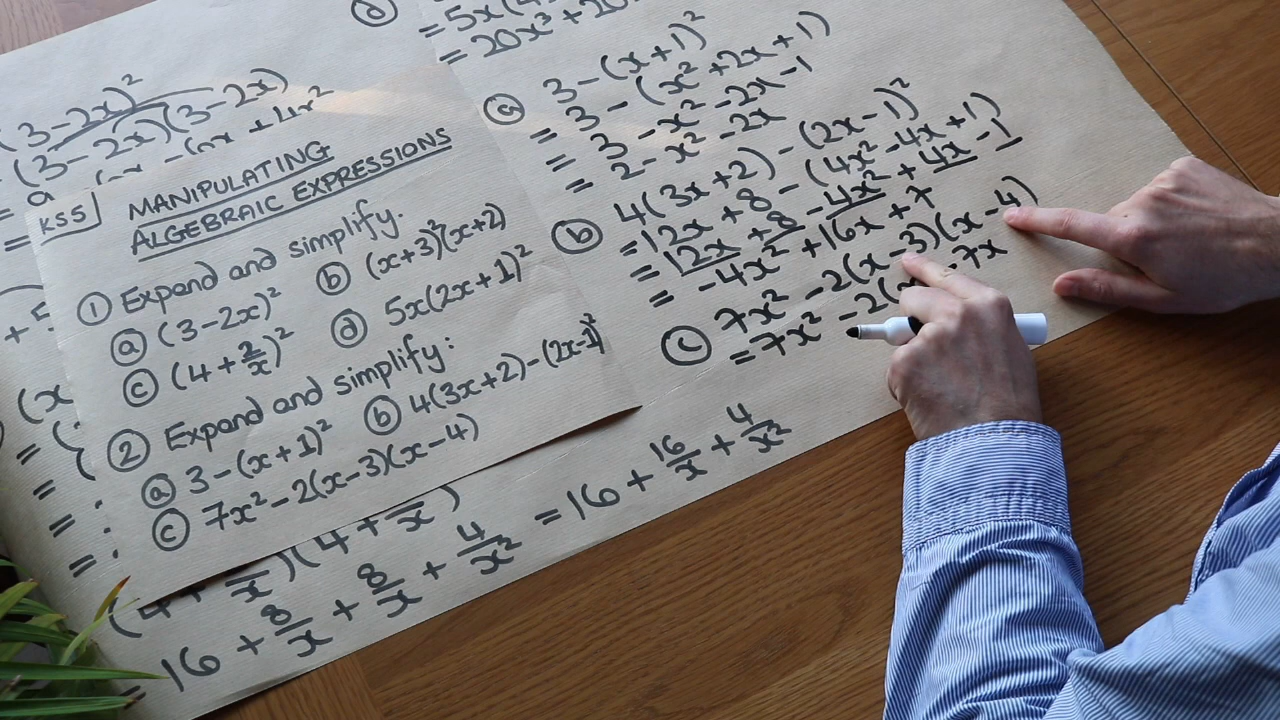 (3-2x)²
(3-2x)(3-2x)
= 9
KS5
MANIPULATING
ALGEBRAIC EXPRESSIONS
① Expand and simplify.
ⓐ (3-2x)² ⓑ (x+3)²(x+2)
ⓒ (4+2/x)² ⓓ 5x(2x+1)²
② Expand and simplify:
ⓐ 3-(x+1)² ⓑ 4(3x+2)-(2x-1)²
ⓒ 7x²-2(x-3)(x-4)
= 16 + 8/x + 8/x + 4/x² = 16 + 16/x + 4/x²
= 20x³ + 20
ⓐ 3-(x+1)²
= 3-(x²+2x+1)
= 3-x²-2x-1
= 2-x²-2x
ⓑ 4(3x+2)-(2x-1)²
= 12x+8-(4x²-4x+1)
= 12x+8-4x²+4x-1
= -4x²+16x+7
ⓒ 7x²-2(x-3)(x-4)
= 7x²-2(x -7x